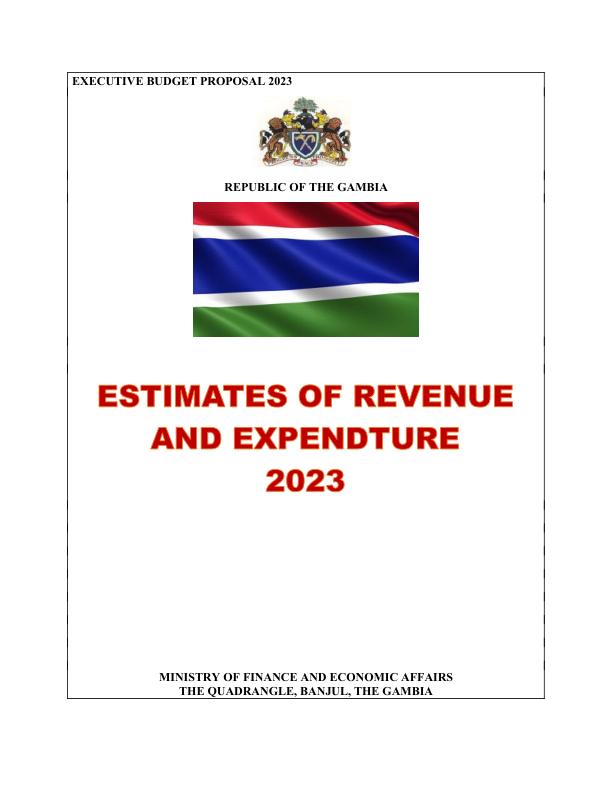 EXECUTIVE BUDGET PROPOSAL 2023
REPUBLIC OF THE GAMBIA
ESTIMATES OF REVENUE
AND EXPENDTURE
2023
MINISTRY OF FINANCE AND ECONOMIC AFFAIRS
THE QUADRANGLE, BANJUL, THE GAMBIA